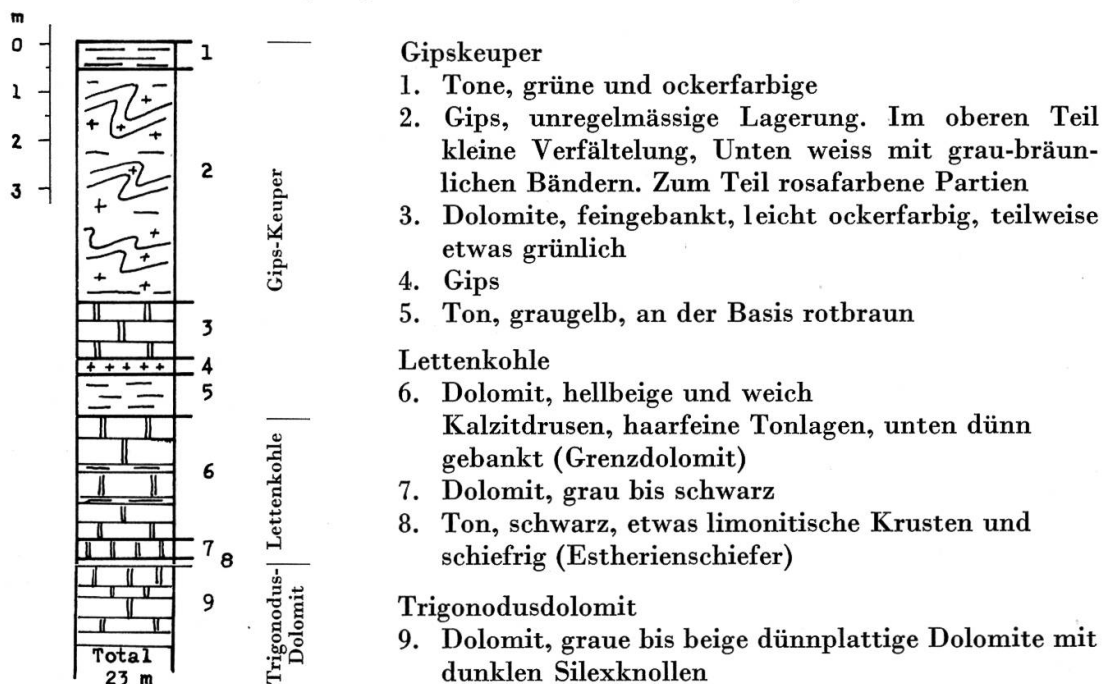 m
0
1
2
3
1
2
3
4
5
6
7
8
9
Total
23 m
Gips-Keuper
Lettenkohle
Trigonodus-
Dolomit
Gipskeuper
1. Tone, grüne und ockerfarbige
2. Gips, unregelmässige Lagerung. Im oberen Teil
kleine Verfältelung, Unten weiss mit grau-bräun-
lichen Bändern. Zum Teil rosafarbene Partien
3. Dolomite, feingebankt, leicht ockerfarbig, teilweise
etwas grünlich
4. Gips
5. Ton, graugelb, an der Basis rotbraun
Lettenkohle
6. Dolomit, hellbeige und weich
Kalzitdrusen, haarfeine Tonlagen, unten dünn
gebankt (Grenzdolomit)
7. Dolomit, grau bis schwarz
8. Ton, schwarz, etwas limonitische Krusten und
schiefrig (Estherienschiefer)
Trigonodusdolomit
9. Dolomit, graue bis beige dünnplattige Dolomite mit
dunklen Silexknollen